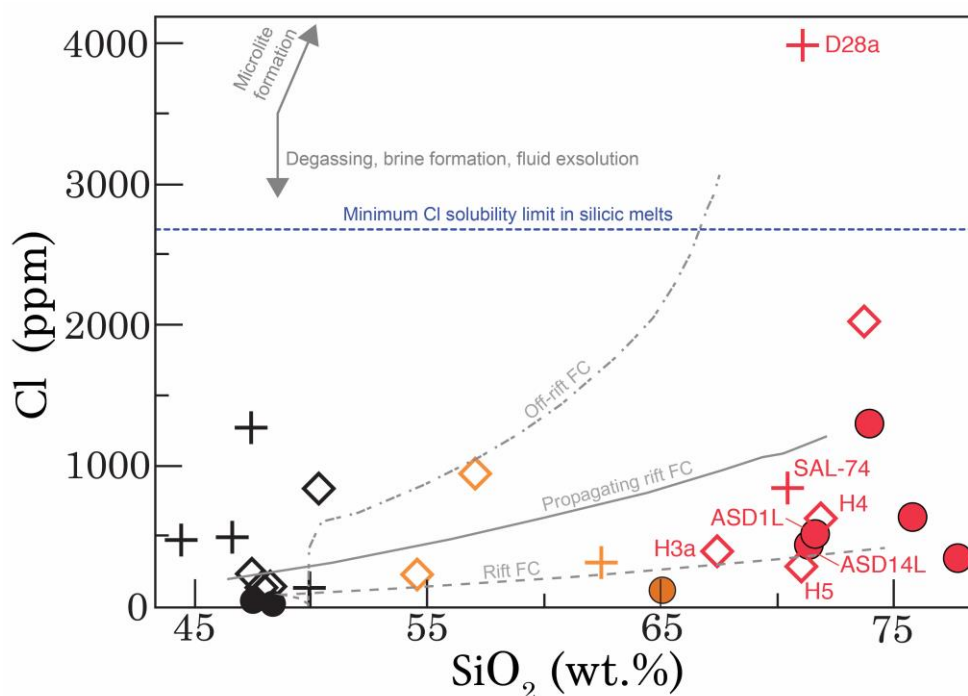 4000
3000
2000
1000
0
Cl (ppm)
Microlite
formation
D28a
Degassing, brine formation, fluid exsolution
Minimum Cl solubility limit in silicic melts
Off-rift FC
Propagating rift FC
SAL-74
ASD1L
H4
H3a
ASD14L
Rift FC
H5
45
55
65
75
SiO2 (wt.%)